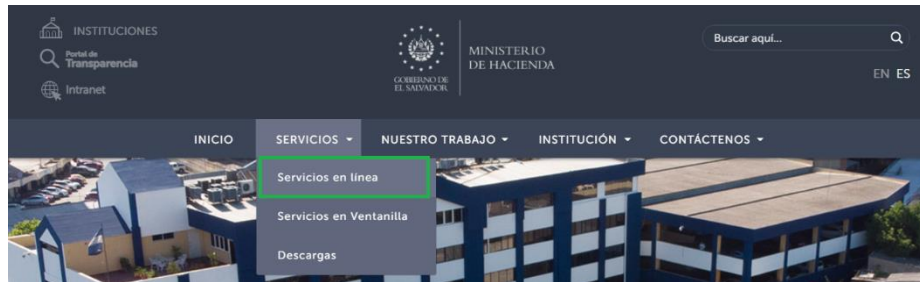 INSTITUCIONES
Portal de
Transparencia
Intranet
GOBIERNO DE
EL SALVADOR
MINISTERIO
DE HACIENDA
Buscar aquí...
EN ES
INICIO
SERVICIOS
NUESTRO TRABAJO
INSTITUCIÓN
CONTÁCTENOS
Servicios en línea
Servicios en Ventanilla
Descargas